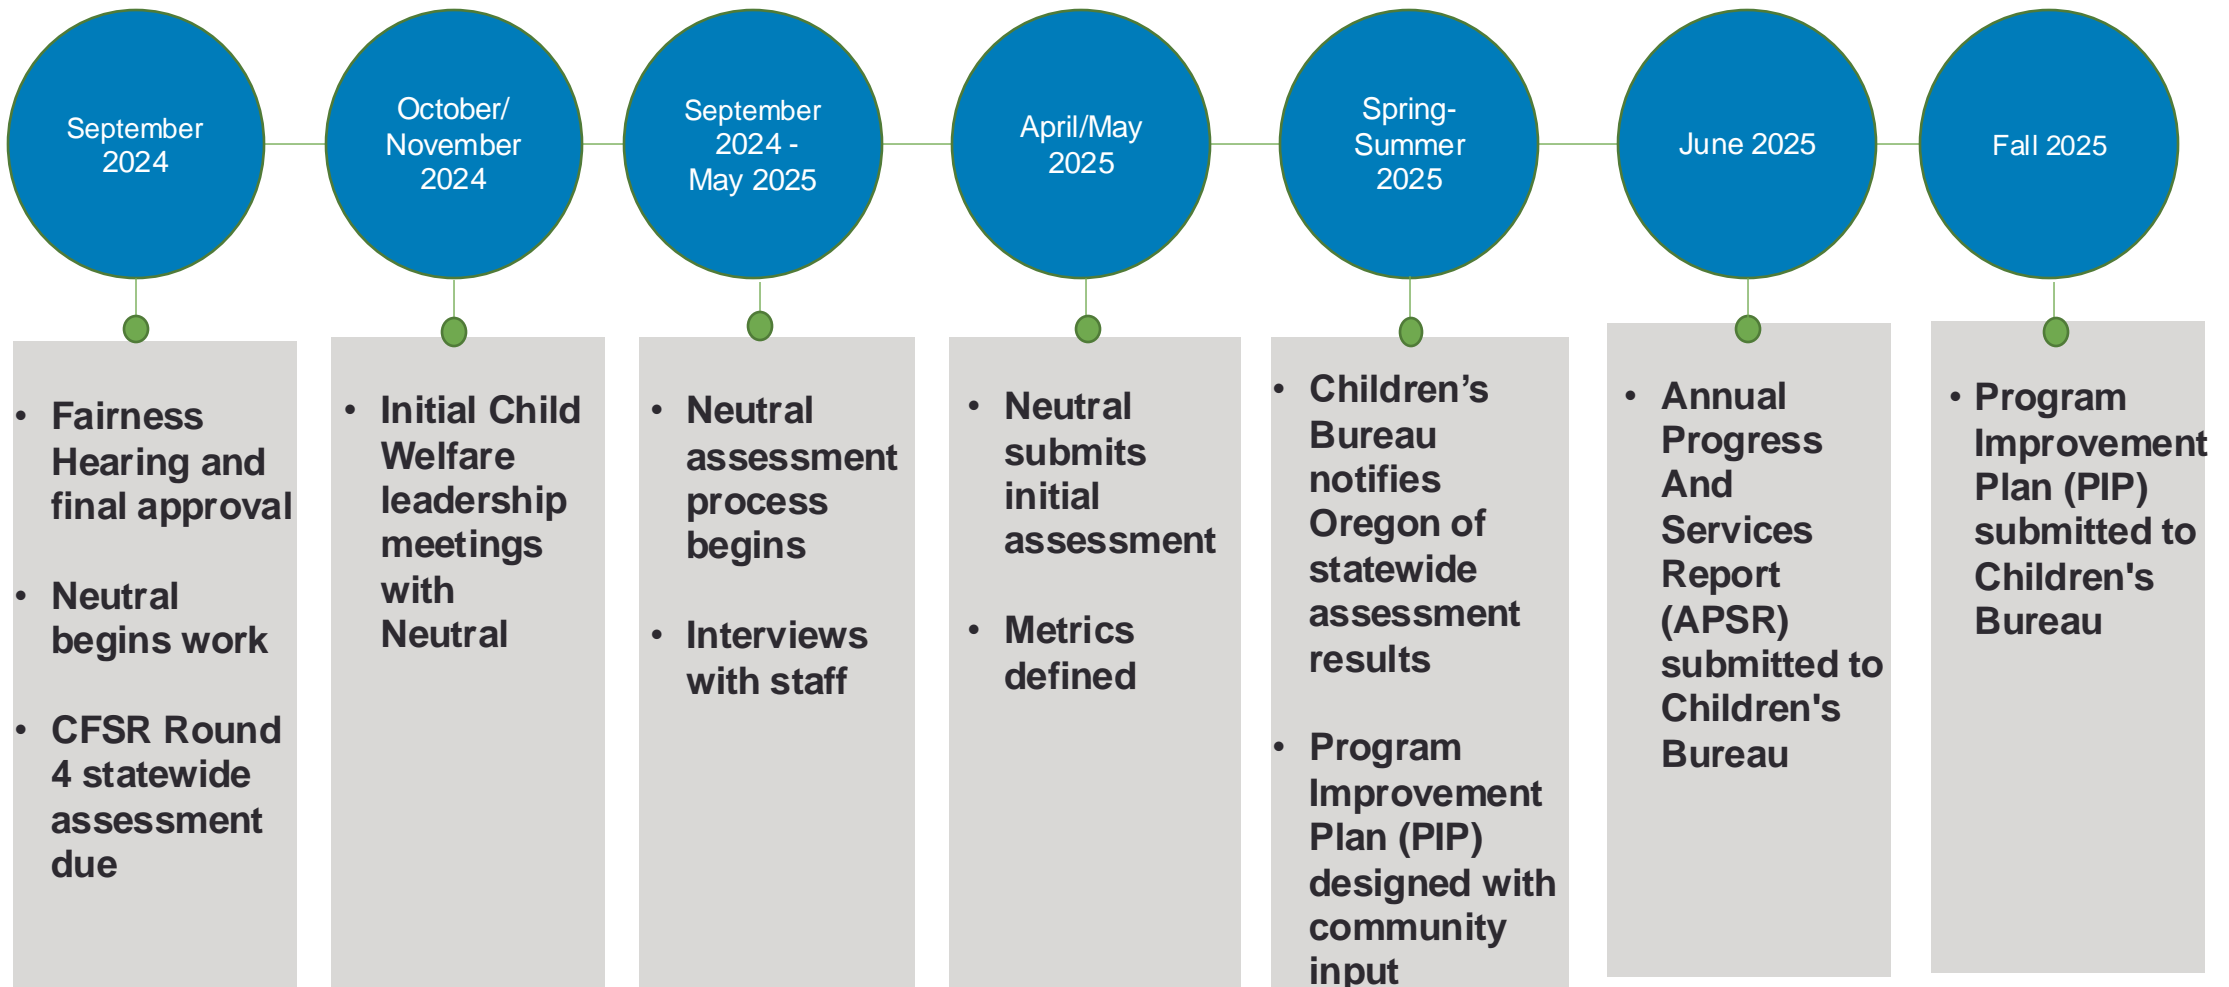 September
2024
October/
November
2024
September
2024 -
May 2025
April/May
2025
Spring-
Summer
2025
June 2025
Fall 2025
• Fairness
Hearing and
final approval
• Neutral
begins work
• CFSR Round
4 statewide
assessment
due
• Initial Child
Welfare
leadership
meetings
with
Neutral
• Neutral
assessment
process
begins
• Interviews
with staff
• Neutral
submits
initial
assessment
• Metrics
defined
• Children’s
Bureau
notifies
Oregon of
statewide
assessment
results
• Program
Improvement
Plan (PIP)
designed with
community
input
• Annual
Progress
And
Services
Report
(APSR)
submitted to
Children's
Bureau
• Program
Improvement
Plan (PIP)
submitted to
Children's
Bureau